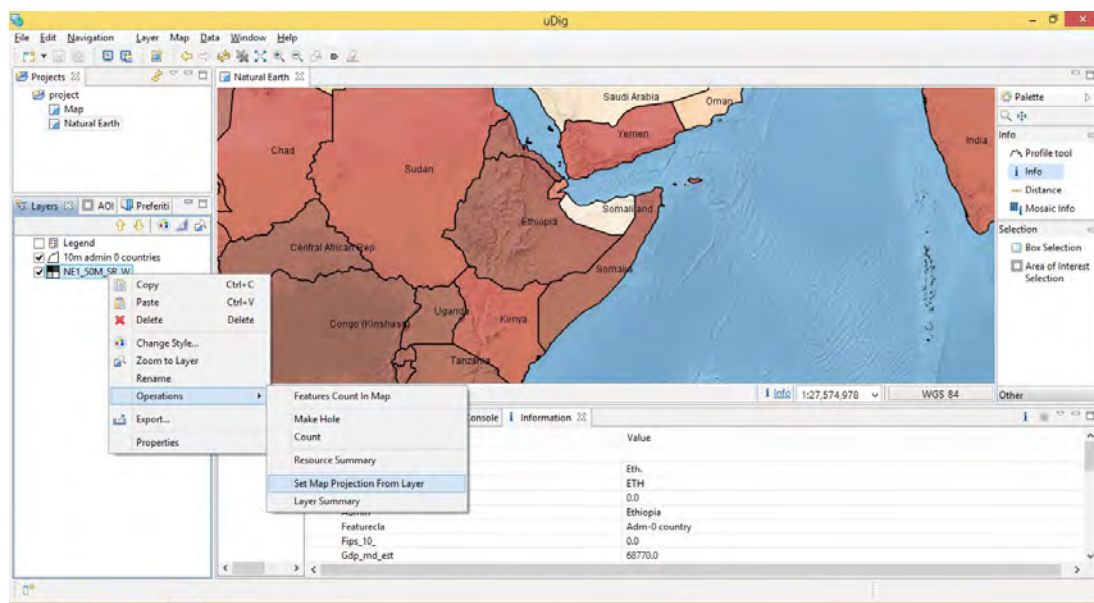 uDig
File Edit Navigation Layer Map Data Window Help
Projects
project
Map
Natural Earth
Layers AOI Preferiti
Legend
10m admin 0 countries
NE1_50M_SR_W
Natural Earth
Saudi Arabia
Oman
Yemen
India
Chad
Sudan
Ethiopia
Somaliland
Central African Rep
Somalia
Uganda
Kenya
Congo (Kinshasa)
Tanzania
Copy Ctrl+C
Paste Ctrl+V
Delete Delete
Change Style...
Zoom to Layer
Rename
Operations
Export...
Properties
Features Count In Map
Make Hole
Count
Resource Summary
Set Map Projection From Layer
Layer Summary
Info 1:27,574,978 WGS 84 Other
Palette
Info
Profile tool
Info
Distance
Mosaic Info
Selection
Box Selection
Area of Interest
Selection
Information
Value
Eth.
ETH
0.0
Admin Ethiopia
Featurecla Adm-0 country
Fips_10_ 0.0
Gdp_md_est 68770.0